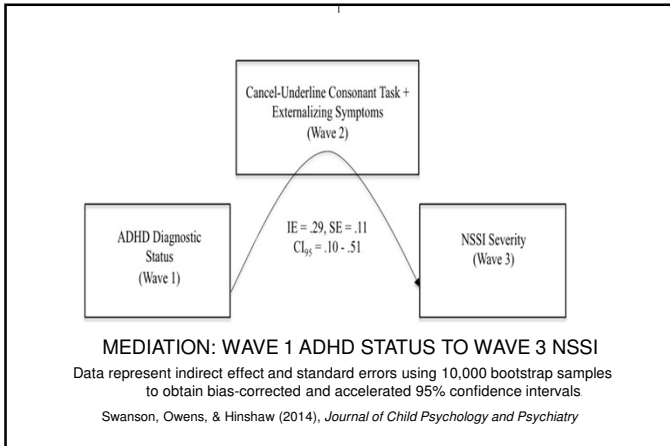 Cancel-Underline Consonant Task +
Externalizing Symptoms
(Wave 2)
ADHD Diagnostic
Status
(Wave 1)
IE = .29, SE = .11
CI95 = .10 - .51
NSSI Severity
(Wave 3)
MEDIATION: WAVE 1 ADHD STATUS TO WAVE 3 NSSI
Data represent indirect effect and standard errors using 10,000 bootstrap samples
to obtain bias-corrected and accelerated 95% confidence intervals
Swanson, Owens, & Hinshaw (2014), Journal of Child Psychology and Psychiatry